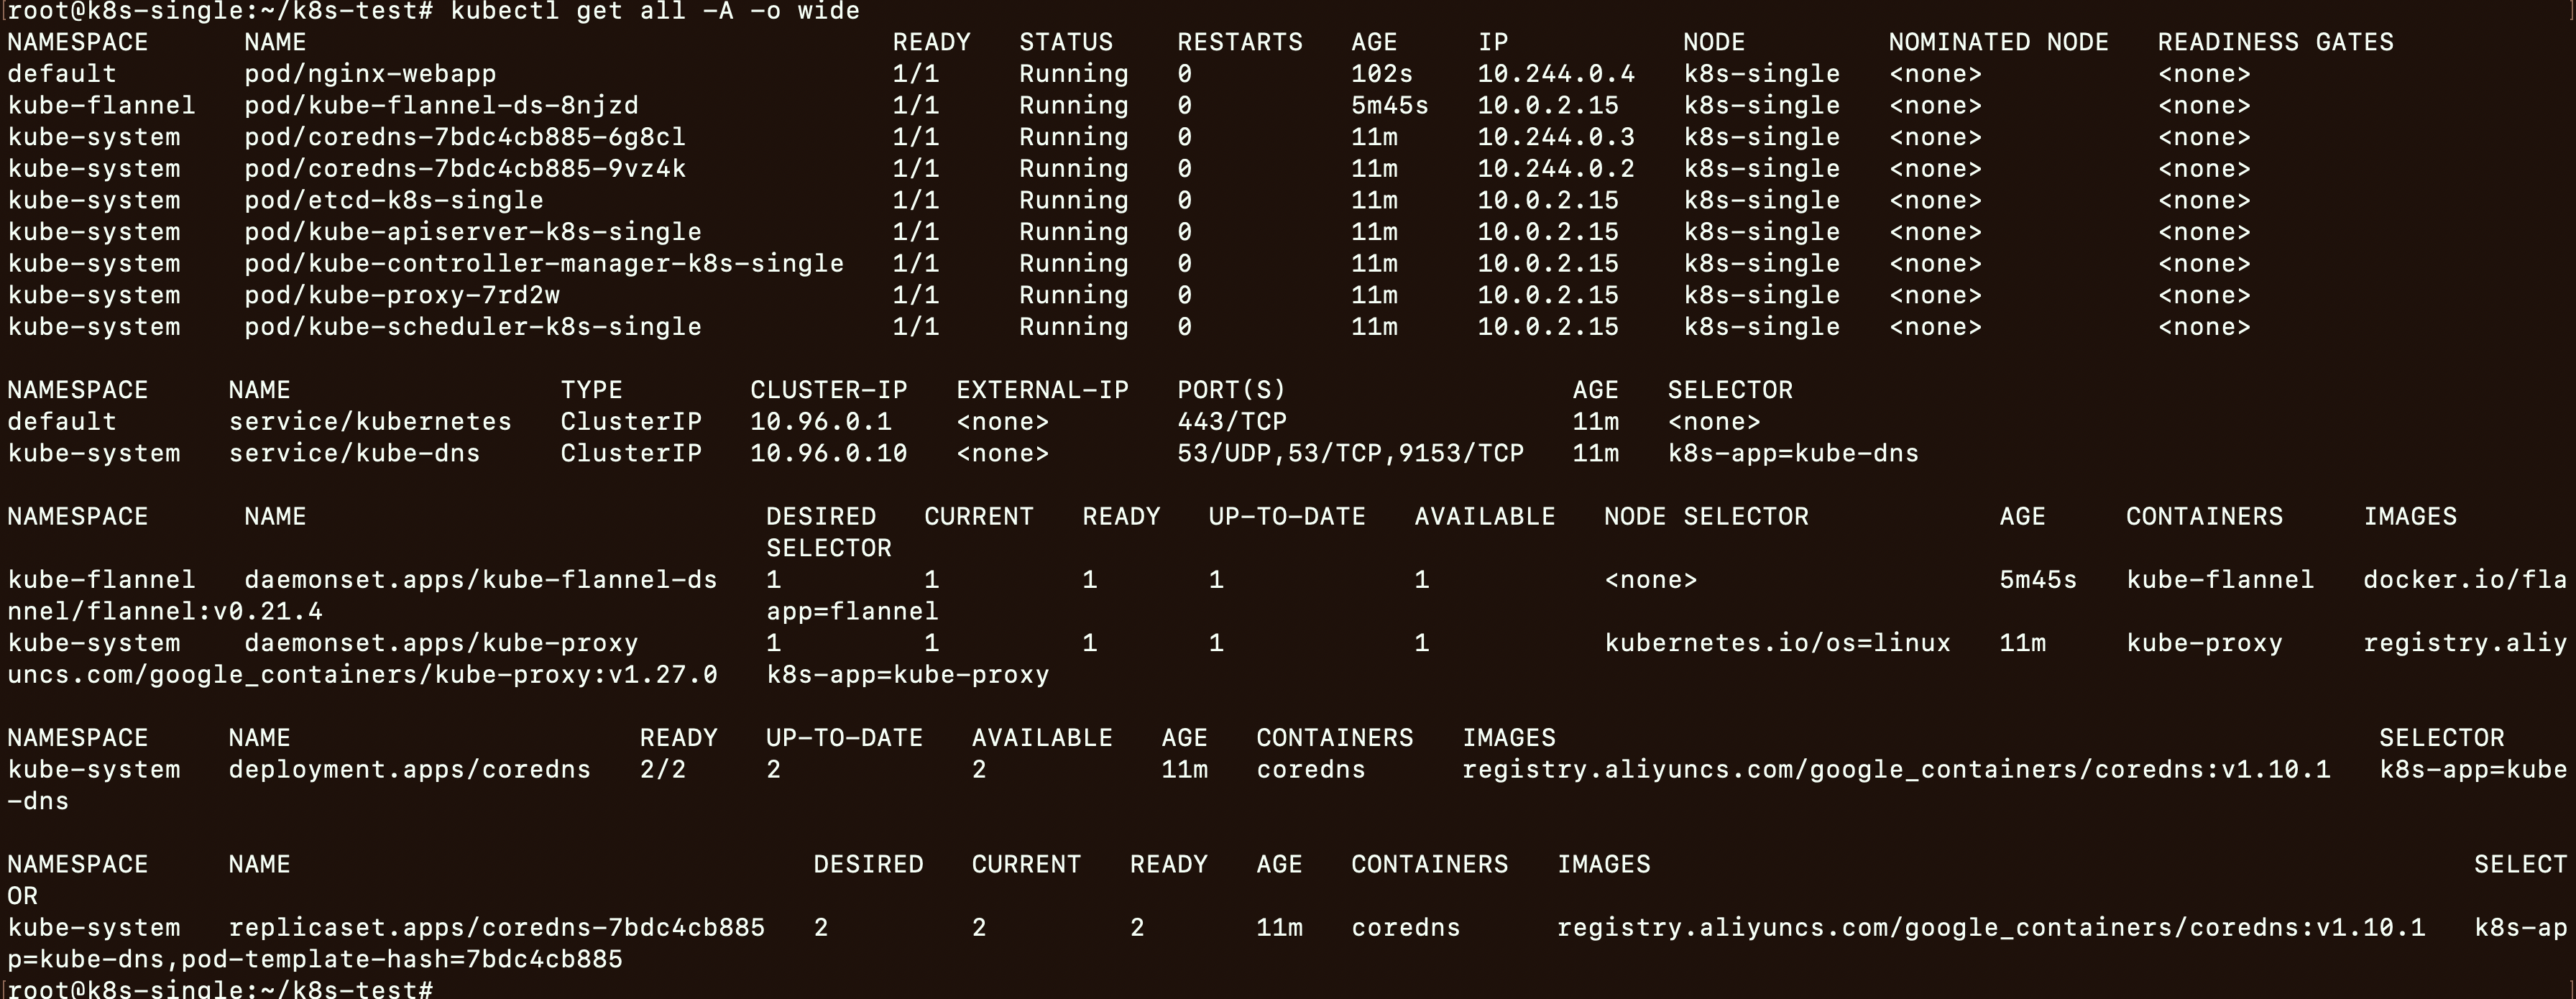 root@k8s-single:~/k8s-test# kubectl get all -A -o wide
NAMESPACE      NAME                                     READY   STATUS    RESTARTS   AGE     IP           NODE         NOMINATED NODE   READINESS GATES
default        pod/nginx-webapp                         1/1     Running   0          102s    10.244.0.4   k8s-single   <none>           <none>
kube-flannel   pod/kube-flannel-ds-8njzd                1/1     Running   0          5m45s   10.0.2.15    k8s-single   <none>           <none>
kube-system    pod/coredns-7bdc4cb885-6g8cl             1/1     Running   0          11m     10.244.0.3   k8s-single   <none>           <none>
kube-system    pod/coredns-7bdc4cb885-9vz4k             1/1     Running   0          11m     10.244.0.2   k8s-single   <none>           <none>
kube-system    pod/etcd-k8s-single                      1/1     Running   0          11m     10.0.2.15    k8s-single   <none>           <none>
kube-system    pod/kube-apiserver-k8s-single            1/1     Running   0          11m     10.0.2.15    k8s-single   <none>           <none>
kube-system    pod/kube-controller-manager-k8s-single   1/1     Running   0          11m     10.0.2.15    k8s-single   <none>           <none>
kube-system    pod/kube-proxy-7rd2w                     1/1     Running   0          11m     10.0.2.15    k8s-single   <none>           <none>
kube-system    pod/kube-scheduler-k8s-single            1/1     Running   0          11m     10.0.2.15    k8s-single   <none>           <none>
NAMESPACE     NAME                 TYPE        CLUSTER-IP   EXTERNAL-IP   PORT(S)                  AGE   SELECTOR
default       service/kubernetes   ClusterIP   10.96.0.1    <none>        443/TCP                  11m   <none>
kube-system   service/kube-dns     ClusterIP   10.96.0.10   <none>        53/UDP,53/TCP,9153/TCP   11m   k8s-app=kube-dns
NAMESPACE      NAME                             DESIRED   CURRENT   READY   UP-TO-DATE   AVAILABLE   NODE SELECTOR            AGE     CONTAINERS     IMAGES
SELECTOR
kube-flannel   daemonset.apps/kube-flannel-ds   1         1         1       1            1           <none>                   5m45s   kube-flannel   docker.io/fla
nnel/flannel:v0.21.4                            app=flannel
kube-system    daemonset.apps/kube-proxy        1         1         1       1            1           kubernetes.io/os=linux   11m     kube-proxy     registry.aliy
uncs.com/google_containers/kube-proxy:v1.27.0   k8s-app=kube-proxy
NAMESPACE     NAME                      READY   UP-TO-DATE   AVAILABLE   AGE   CONTAINERS   IMAGES                                                    SELECTOR
kube-system   deployment.apps/coredns   2/2     2            2           11m   coredns      registry.aliyuncs.com/google_containers/coredns:v1.10.1   k8s-app=kube
-dns
NAMESPACE     NAME                                 DESIRED   CURRENT   READY   AGE   CONTAINERS   IMAGES                                                    SELECT
OR
kube-system   replicaset.apps/coredns-7bdc4cb885   2         2         2       11m   coredns      registry.aliyuncs.com/google_containers/coredns:v1.10.1   k8s-ap
p=kube-dns,pod-template-hash=7bdc4cb885
root@k8s-single:~/k8s-test#